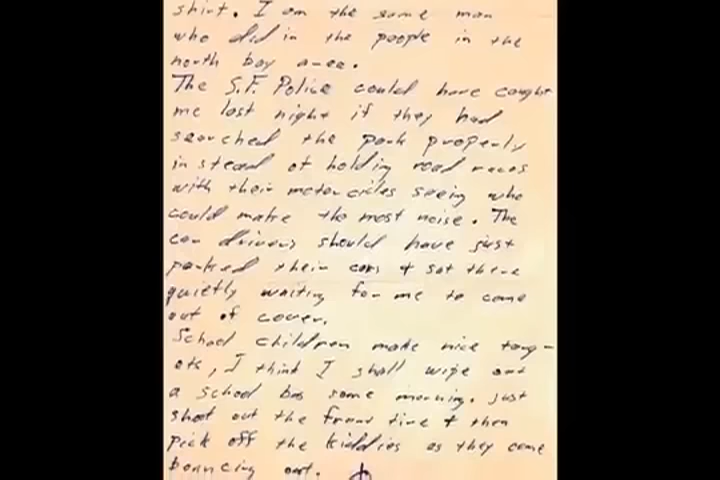 shirt. I am the same man
who did in the people in the
north bay area.
The S.F. Police could have caught
me last night if they had
searched the park properly
instead of holding road races
with their motorcicles seeing who
could make the most noise. The
car drivers should have just
parked their cars & sat there
quietly waiting for me to come
out of cover.
School children make nice targ-
ets, I think I shall wipe out
a school bus some morning. Just
shoot out the front tire & then
pick off the kiddies as they come
bouncing out.